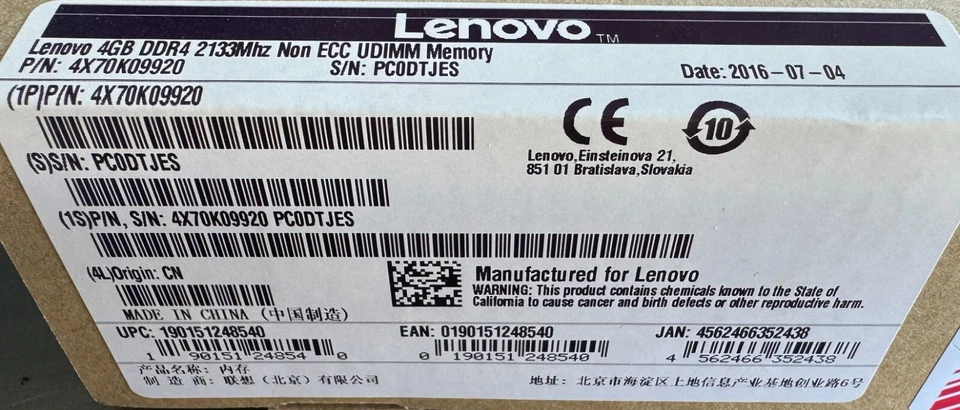 Lenovo™
Lenovo 4GB DDR4 2133Mhz Non ECC UDIMM Memory
P/N: 4X70K09920 S/N: PC0DTJES Date: 2016-07-04
(1P)P/N: 4X70K09920
10
(S)S/N: PC0DTJES
Lenovo,Einsteinova 21,
851 01 Bratislava,Slovakia
(1S)P/N, S/N: 4X70K09920 PC0DTJES
(4L)Origin: CN
Manufactured for Lenovo
WARNING: This product contains chemicals known to the State of
California to cause cancer and birth defects or other reproductive harm.
MADE IN CHINA (中国制造)
UPC: 190151248540 EAN: 0190151248540 JAN: 4562466352438
1 90151 24854 0 0 190151 248540 4 562466 352438
产品名称: 内存
制 造 商: 联想（北京）有限公司 地址: 北京市海淀区上地信息产业基地创业路6号